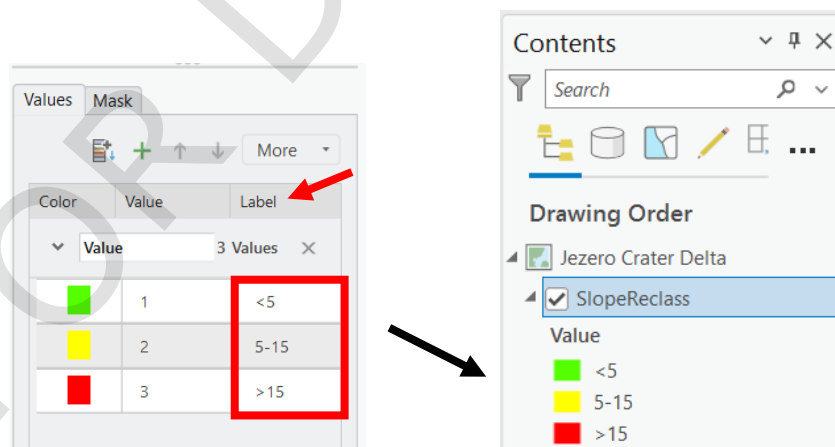 Values Mask
More
Color Value Label
Value 3 Values
1 <5
2 5-15
3 >15
Contents
Search
Drawing Order
Jezero Crater Delta
SlopeReclass
Value
<5
5-15
>15